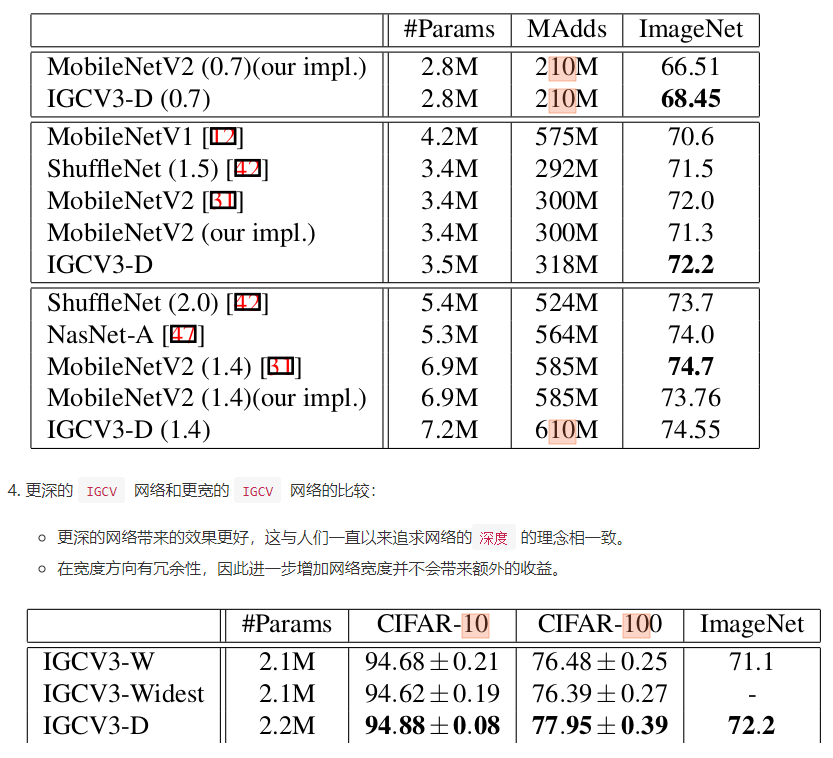 #Params MAdds ImageNet
MobileNetV2 (0.7)(our impl.) 2.8M 210M 66.51
IGCV3-D (0.7) 2.8M 210M 68.45
MobileNetV1 [12] 4.2M 575M 70.6
ShuffleNet (1.5) [42] 3.4M 292M 71.5
MobileNetV2 [31] 3.4M 300M 72.0
MobileNetV2 (our impl.) 3.4M 300M 71.3
IGCV3-D 3.5M 318M 72.2
ShuffleNet (2.0) [42] 5.4M 524M 73.7
NasNet-A [47] 5.3M 564M 74.0
MobileNetV2 (1.4) [31] 6.9M 585M 74.7
MobileNetV2 (1.4)(our impl.) 6.9M 585M 73.76
IGCV3-D (1.4) 7.2M 610M 74.55
4. 更深的 IGCV 网络和更宽的 IGCV 网络的比较：
更深的网络带来的效果更好，这与人们一直以来追求网络的 深度 的理念相一致。
在宽度方向有冗余性，因此进一步增加网络宽度并不会带来额外的收益。
#Params CIFAR-10 CIFAR-100 ImageNet
IGCV3-W 2.1M 94.68 ± 0.21 76.48 ± 0.25 71.1
IGCV3-Widest 2.1M 94.62 ± 0.19 76.39 ± 0.27 -
IGCV3-D 2.2M 94.88 ± 0.08 77.95 ± 0.39 72.2